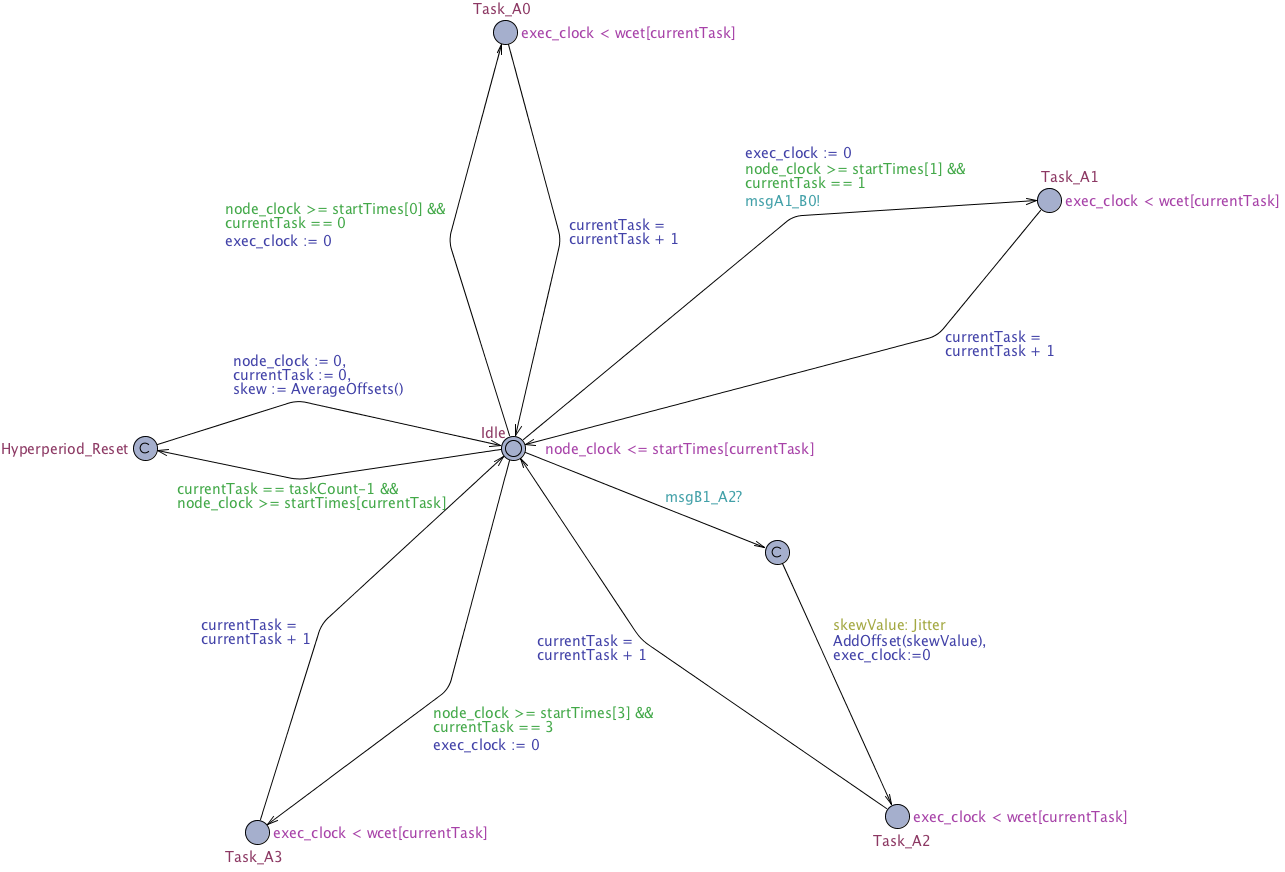 Task_A0
exec_clock < wcet[currentTask]
exec_clock := 0
node_clock >= startTimes[1] &&
currentTask == 1
msgA1_B0!
Task_A1
exec_clock < wcet[currentTask]
node_clock >= startTimes[0] &&
currentTask == 0
exec_clock := 0
currentTask =
currentTask + 1
currentTask =
currentTask + 1
node_clock := 0,
currentTask := 0,
skew := AverageOffsets()
Idle
Hyperperiod_Reset
C
node_clock <= startTimes[currentTask]
currentTask == taskCount-1 &&
node_clock >= startTimes[currentTask]
msgB1_A2?
C
currentTask =
currentTask + 1
currentTask =
currentTask + 1
skewValue: Jitter
AddOffset(skewValue),
exec_clock:=0
node_clock >= startTimes[3] &&
currentTask == 3
exec_clock := 0
exec_clock < wcet[currentTask]
Task_A3
exec_clock < wcet[currentTask]
Task_A2